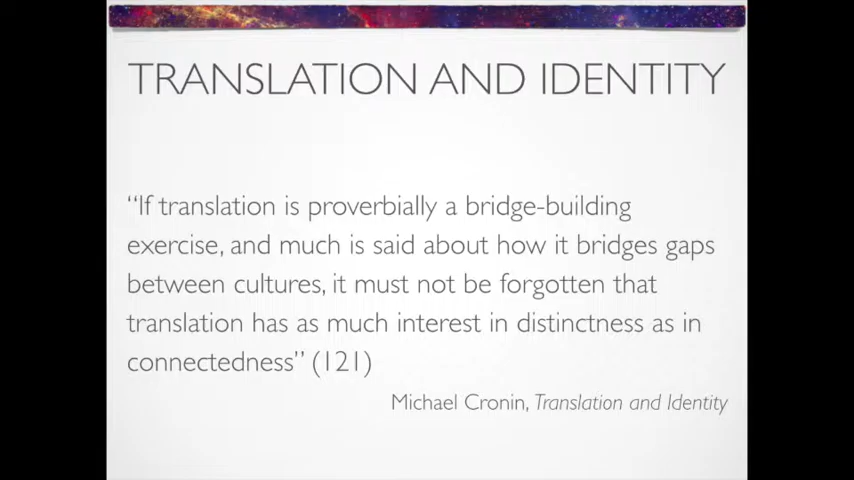 TRANSLATION AND IDENTITY
“If translation is proverbially a bridge-building
exercise, and much is said about how it bridges gaps
between cultures, it must not be forgotten that
translation has as much interest in distinctness as in
connectedness” (121)
Michael Cronin, Translation and Identity